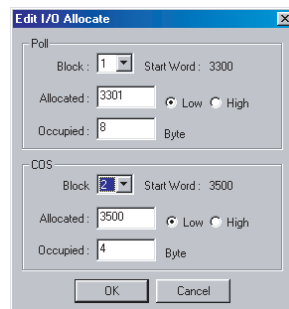 Edit I/O Allocate
Poll
Block : 1 Start Word : 3300
Allocated : 3301 Low High
Occupied : 8 Byte
COS
Block 2 Start Word : 3500
Allocated : 3500 Low High
Occupied : 4 Byte
OK Cancel